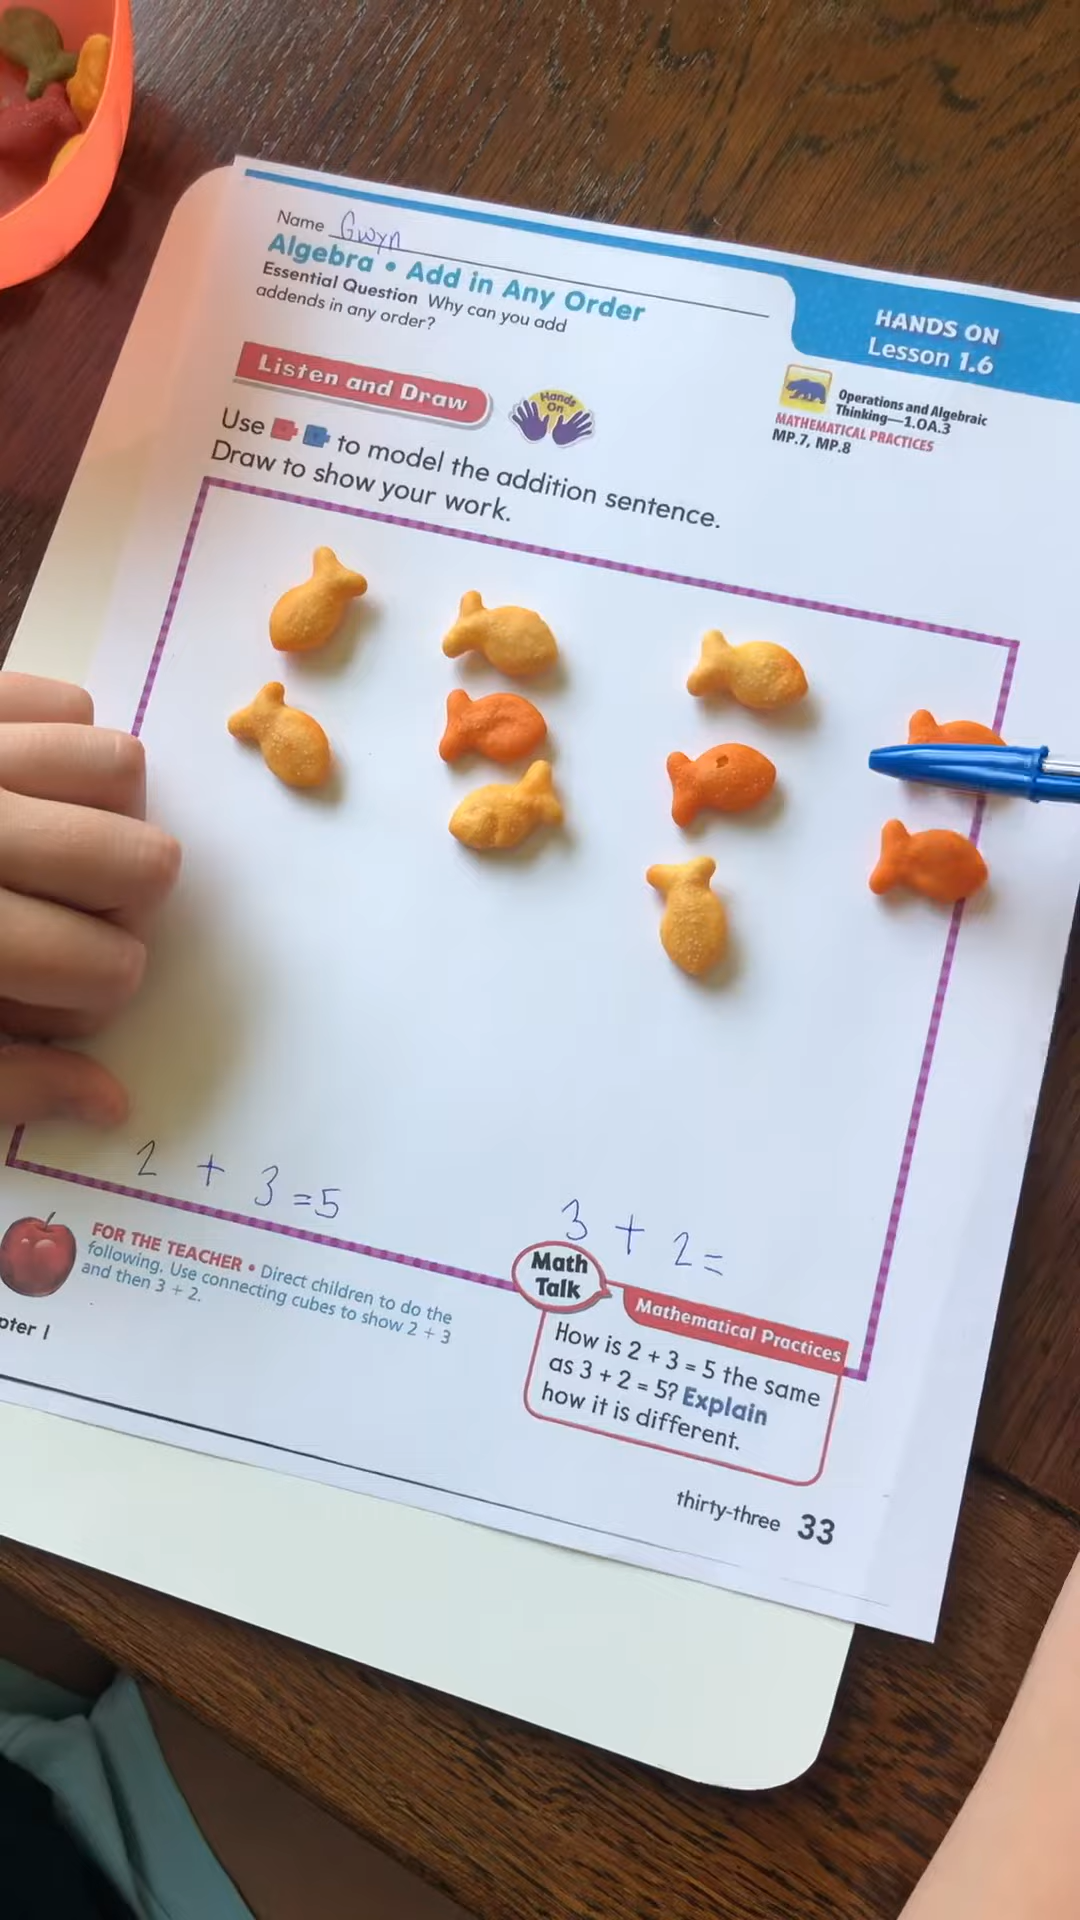 Name Gwyn
Algebra • Add in Any Order
Essential Question Why can you add
addends in any order?
HANDS ON
Lesson 1.6
Operations and Algebraic
Thinking—1.OA.3
MATHEMATICAL PRACTICES
MP.7, MP.8
Listen and Draw
Hands
On
Use to model the addition sentence.
Draw to show your work.
2 + 3 = 5
3 + 2 =
FOR THE TEACHER • Direct children to do the
following. Use connecting cubes to show 2 + 3
and then 3 + 2.
Math
Talk
Mathematical Practices
How is 2 + 3 = 5 the same
as 3 + 2 = 5? Explain
how it is different.
pter 1
thirty-three 33